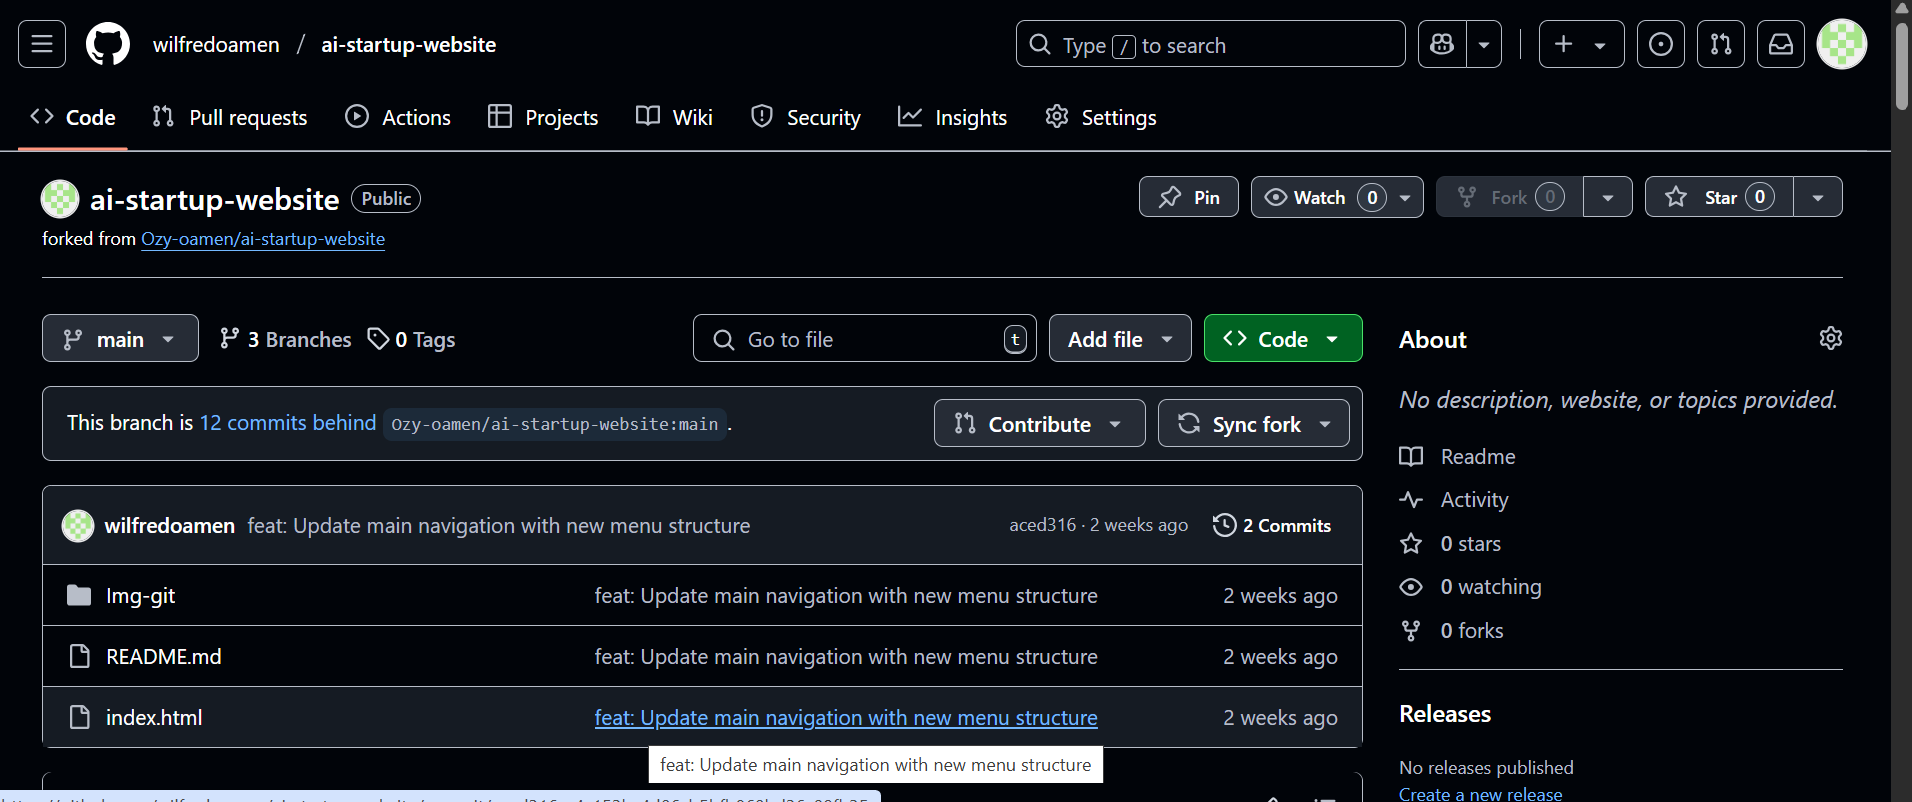 wilfredoamen / ai-startup-website
Type / to search
Code Pull requests Actions Projects Wiki Security Insights Settings
ai-startup-website Public
Pin Watch 0 Fork 0 Star 0
forked from Ozy-oamen/ai-startup-website
main 3 Branches 0 Tags
Go to file t
Add file Code
About
No description, website, or topics provided.
This branch is 12 commits behind Ozy-oamen/ai-startup-website:main .
Contribute Sync fork
Readme
Activity
0 stars
0 watching
0 forks
wilfredoamen feat: Update main navigation with new menu structure aced316 · 2 weeks ago 2 Commits
Img-git feat: Update main navigation with new menu structure 2 weeks ago
README.md feat: Update main navigation with new menu structure 2 weeks ago
index.html feat: Update main navigation with new menu structure 2 weeks ago
feat: Update main navigation with new menu structure
Releases
No releases published
Create a new release